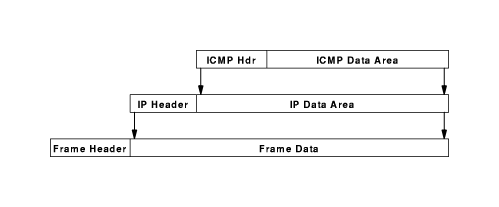 ICMP Hdr ICMP Data Area
IP Header IP Data Area
Frame Header Frame Data